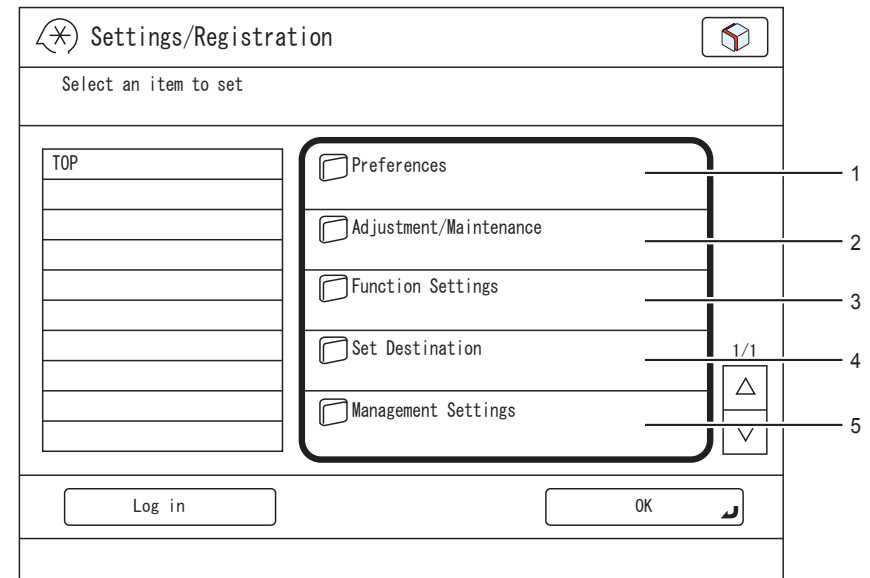 Settings/Registration
Select an item to set
TOP
Preferences
1
Adjustment/Maintenance
2
Function Settings
3
Set Destination
1/1
4
Management Settings
5
Log in
OK